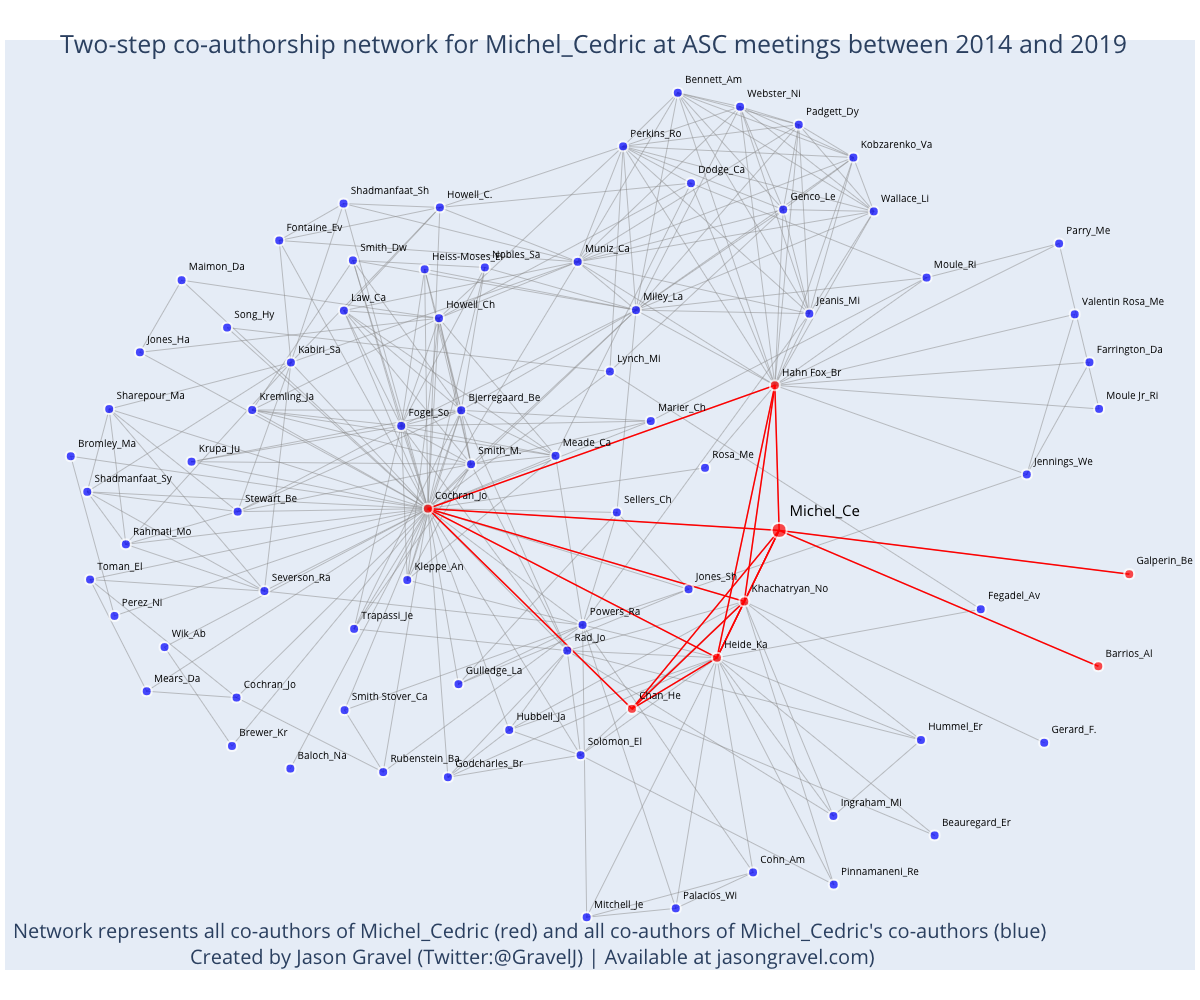 Two-step co-authorship network for Michel_Cedric at ASC meetings between 2014 and 2019
Bennett_Am
Webster_Ni
Padgett_Dy
Perkins_Ro
Kobzarenko_Va
Dodge_Ca
Shadmanfaat_Sh
Howell_C.
Genco_Le
Wallace_Li
Fontaine_Ev
Parry_Me
Smith_Dw
Nobles_Sa
Muniz_Ca
Maimon_Da
Moule_Ri
Law_Ca
Howell_Ch
Miley_La
Jeanis_Mi
Valentin Rosa_Me
Song_Hy
Jones_Ha
Kabiri_Sa
Lynch_Mi
Hahn Fox_Br
Farrington_Da
Sharepour_Ma
Kremling_Ja
Fogel_So
Bjerregaard_Be
Marier_Ch
Moule Jr_Ri
Bromley_Ma
Krupa_Ju
Smith_M.
Meade_Ca
Rosa_Me
Jennings_We
Shadmanfaat_Sy
Stewart_Be
Cochran_Jo
Sellers_Ch
Michel_Ce
Rahmati_Mo
Toman_El
Severson_Ra
Kleppe_An
Jones_Sh
Khachatryan_No
Galperin_Be
Perez_Ni
Trapassi_Je
Powers_Ra
Fegadel_Av
Wik_Ab
Rad_Jo
Heide_Ka
Barrios_Al
Mears_Da
Cochran_Jo
Smith Stover_Ca
Gulledge_La
Chan_He
Hubbell_Ja
Hummel_Er
Gerard_F.
Brewer_Kr
Baloch_Na
Rubenstein_Ba
Godcharles_Br
Solomon_El
Ingraham_Mi
Beauregard_Er
Cohn_Am
Pinnamaneni_Re
Mitchell_Je
Palacios_Wi
Network represents all co-authors of Michel_Cedric (red) and all co-authors of Michel_Cedric's co-authors (blue)
Created by Jason Gravel (Twitter:@GravelJ) | Available at jasongravel.com)